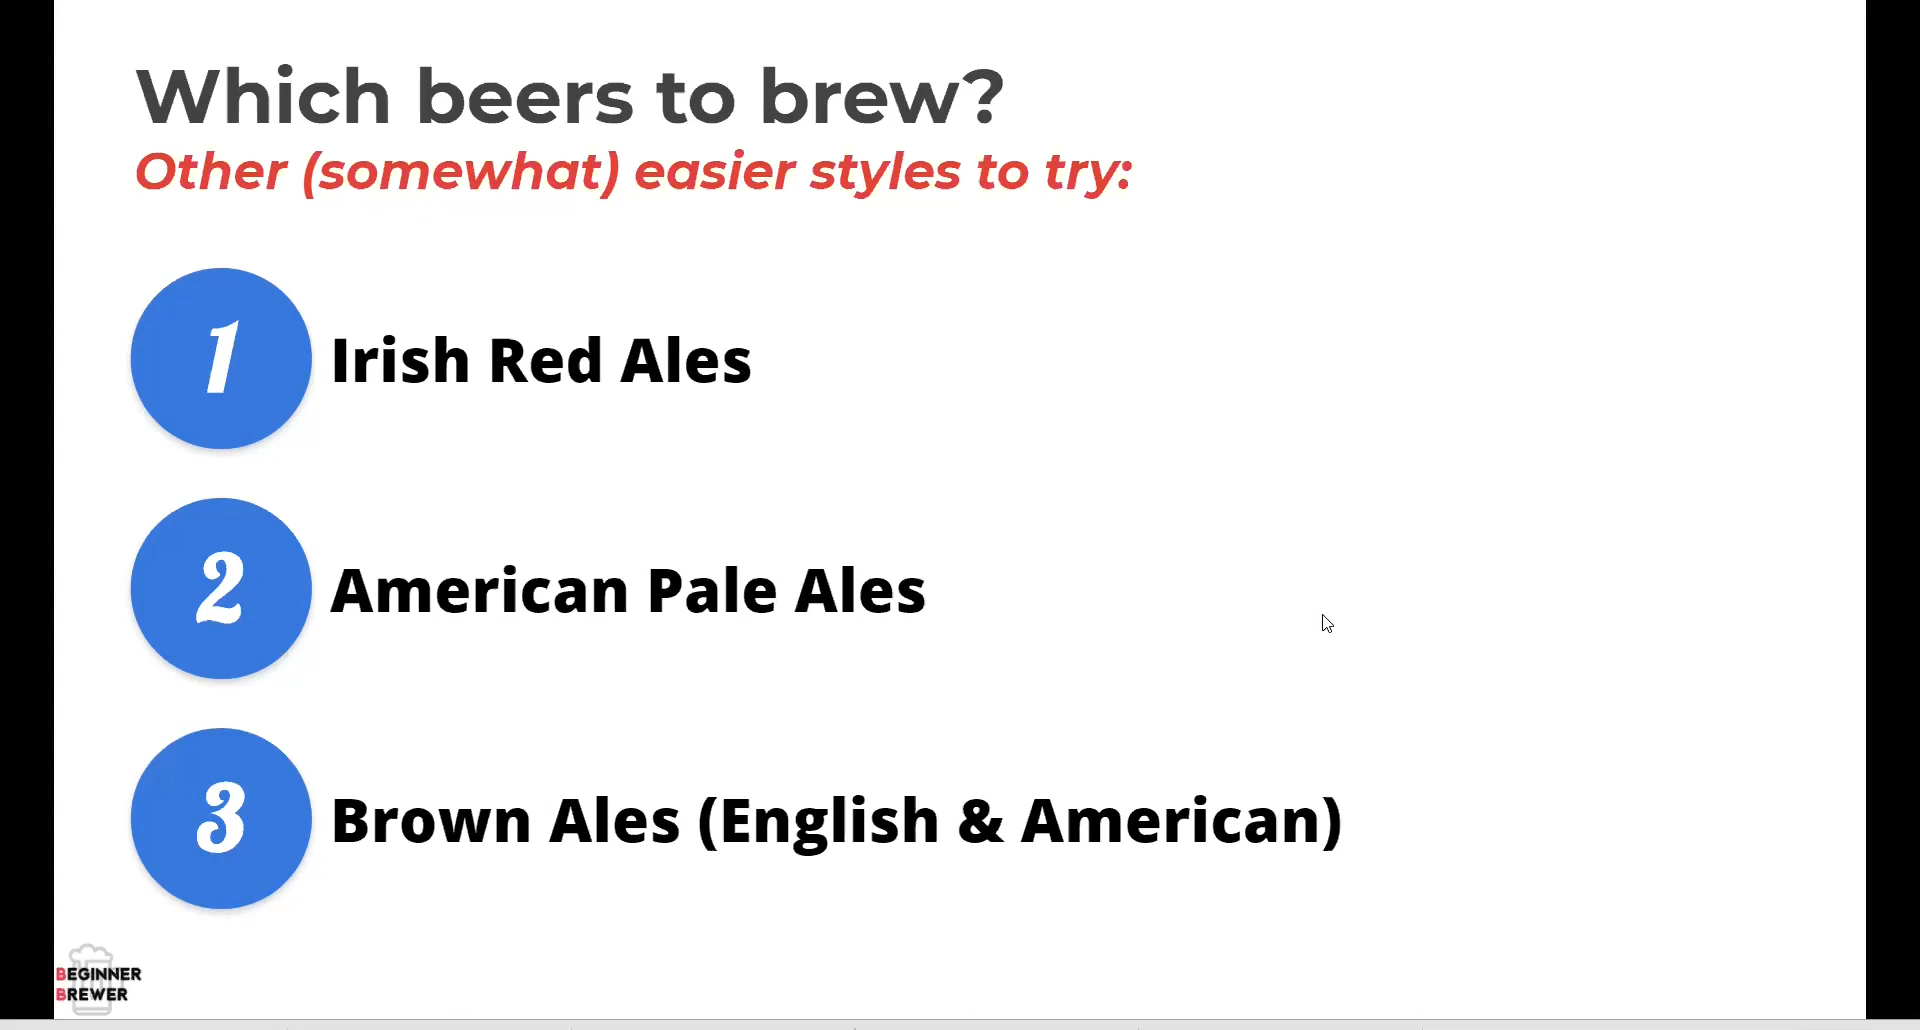 Which beers to brew?
Other (somewhat) easier styles to try:
1 Irish Red Ales
2 American Pale Ales
3 Brown Ales (English & American)
BEGINNER
BREWER